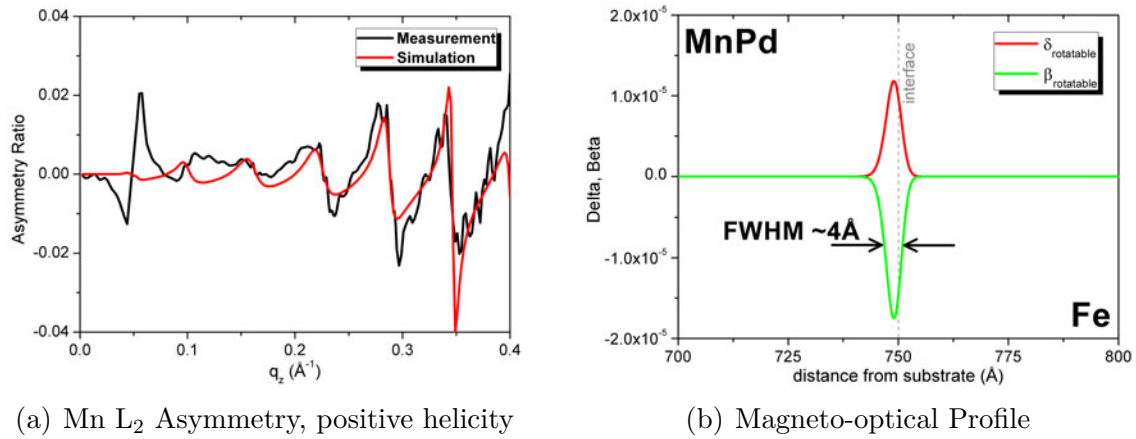 0.04
0.02
0.00
-0.02
-0.04
Asymmetry Ratio
Measurement
Simulation
0.0 0.1 0.2 0.3 0.4
q_z (Å⁻¹)
(a) Mn L₂ Asymmetry, positive helicity
2.0x10⁻⁵
1.0x10⁻⁵
0.0
-1.0x10⁻⁵
-2.0x10⁻⁵
Delta, Beta
MnPd
δ_rotatable
β_rotatable
interface
FWHM ~4Å
Fe
700 725 750 775 800
distance from substrate (Å)
(b) Magneto-optical Profile